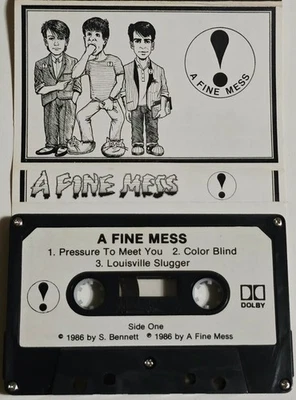 !
A FINE MESS
A FINE MESS
!
A FINE MESS
1. Pressure To Meet You 2. Color Blind
3. Louisville Slugger
!
DOLBY
Side One
© 1986 by S. Bennett ℗ 1986 by A Fine Mess